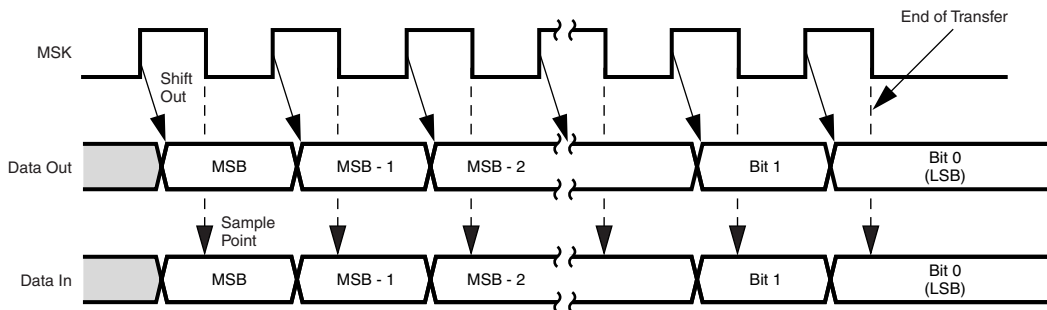 End of Transfer
MSK
Shift
Out
Data Out
MSB
MSB - 1
MSB - 2
Bit 1
Bit 0
(LSB)
Sample
Point
Data In
MSB
MSB - 1
MSB - 2
Bit 1
Bit 0
(LSB)